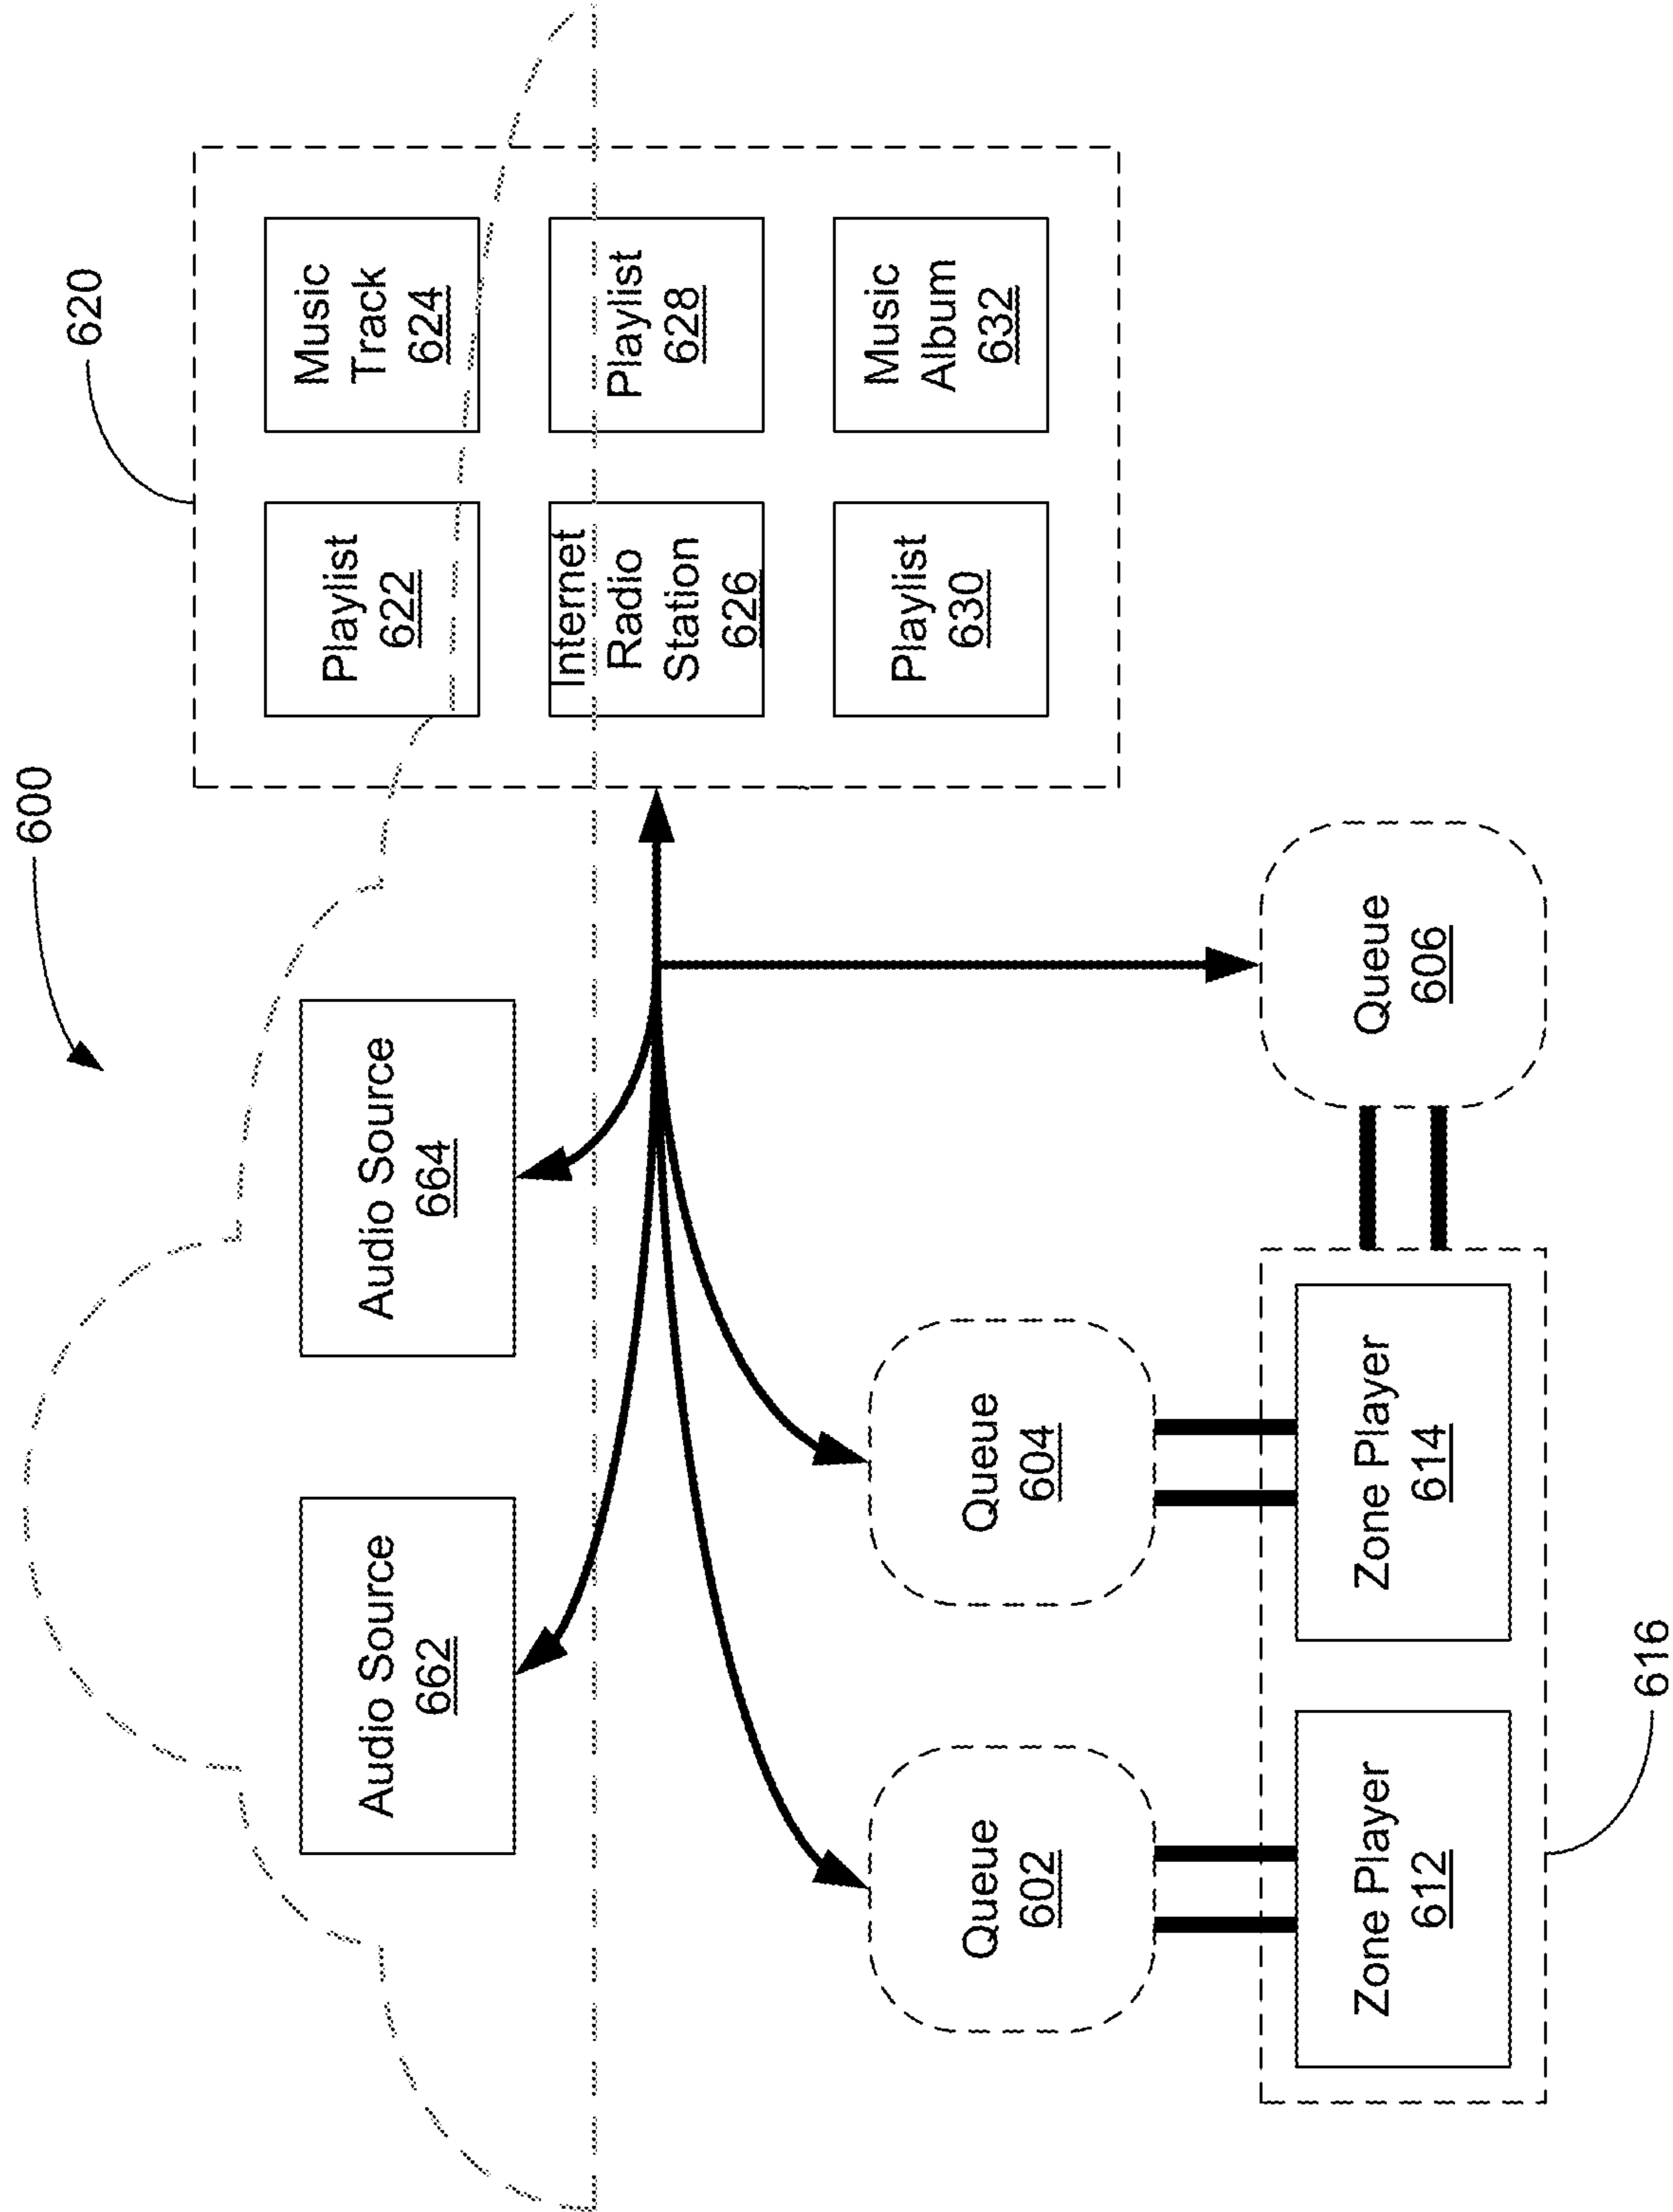 600
620
Audio Source
662
Audio Source
664
Playlist
622
Music
Track
624
Internet
Radio
Station
626
Playlist
628
Playlist
630
Music
Album
632
Queue
602
Queue
604
Queue
606
Zone Player
612
Zone Player
614
616